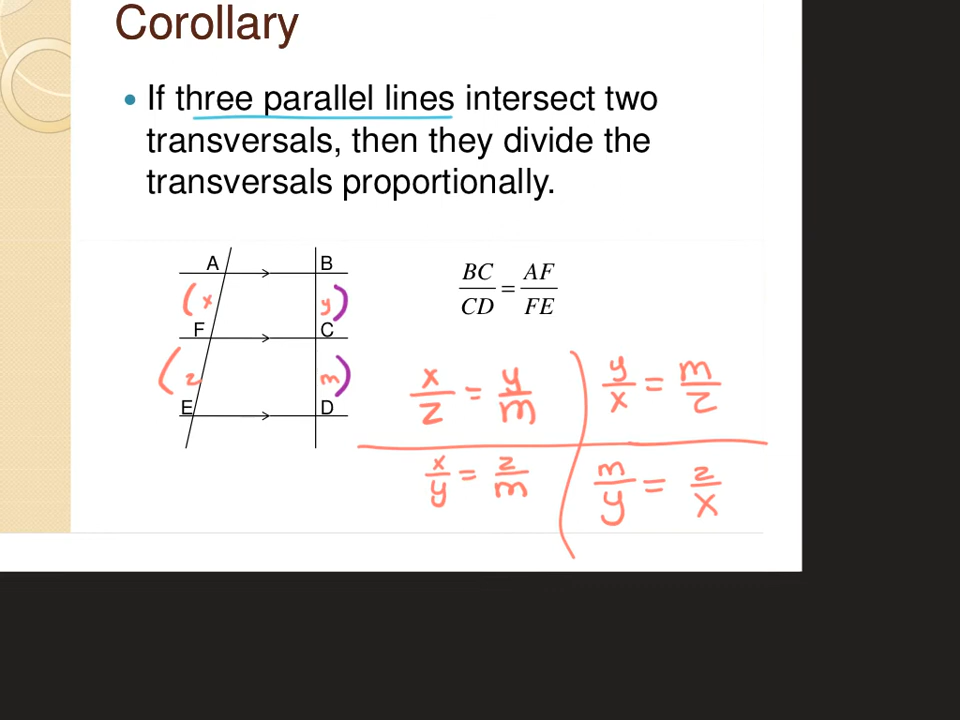 Corollary
• If three parallel lines intersect two
transversals, then they divide the
transversals proportionally.
A B
x y
F C
z m
E D
BC/CD = AF/FE
x/z = y/m
y/x = m/z
x/y = z/m
m/y = z/x